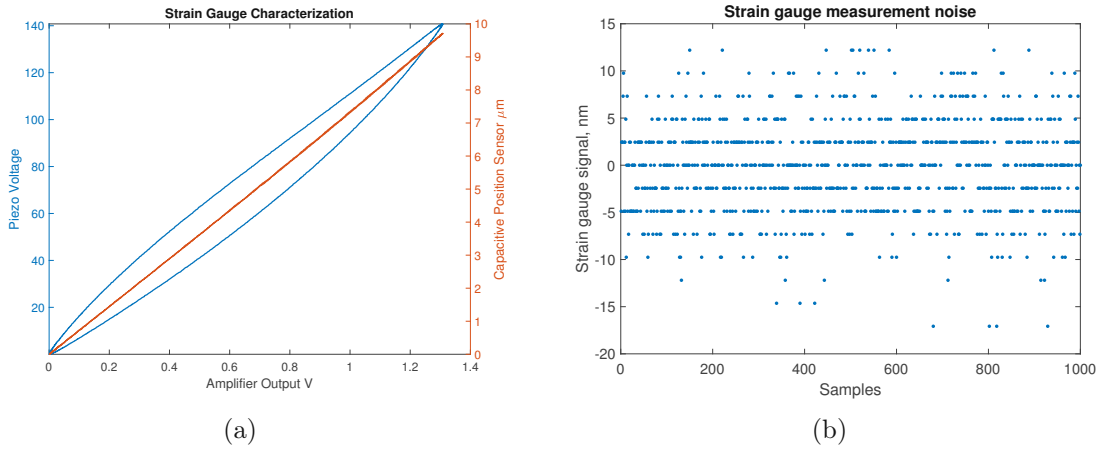 Strain Gauge Characterization
Piezo Voltage
140
120
100
80
60
40
20
Capacitive Position Sensor μm
10
9
8
7
6
5
4
3
2
1
0
0 0.2 0.4 0.6 0.8 1 1.2 1.4
Amplifier Output V
(a)
Strain gauge measurement noise
Strain gauge signal, nm
15
10
5
0
-5
-10
-15
-20
0 200 400 600 800 1000
Samples
(b)